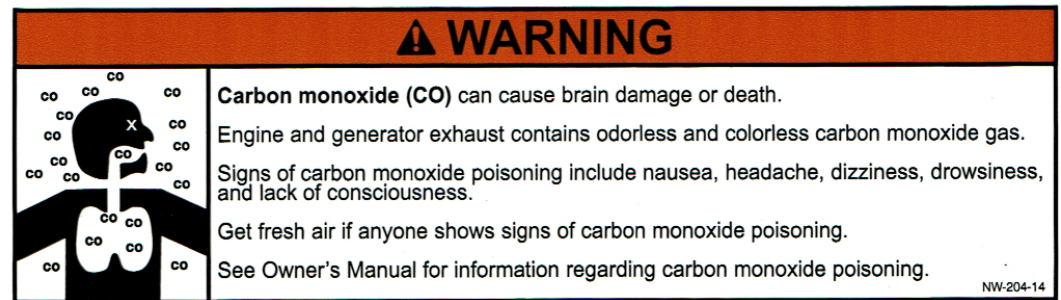 WARNING
CO
CO CO CO
CO CO
CO CO
CO
CO CO
CO CO CO
CO
CO CO
CO CO
CO CO
Carbon monoxide (CO) can cause brain damage or death.
Engine and generator exhaust contains odorless and colorless carbon monoxide gas.
Signs of carbon monoxide poisoning include nausea, headache, dizziness, drowsiness,
and lack of consciousness.
Get fresh air if anyone shows signs of carbon monoxide poisoning.
See Owner's Manual for information regarding carbon monoxide poisoning.
NW-204-14